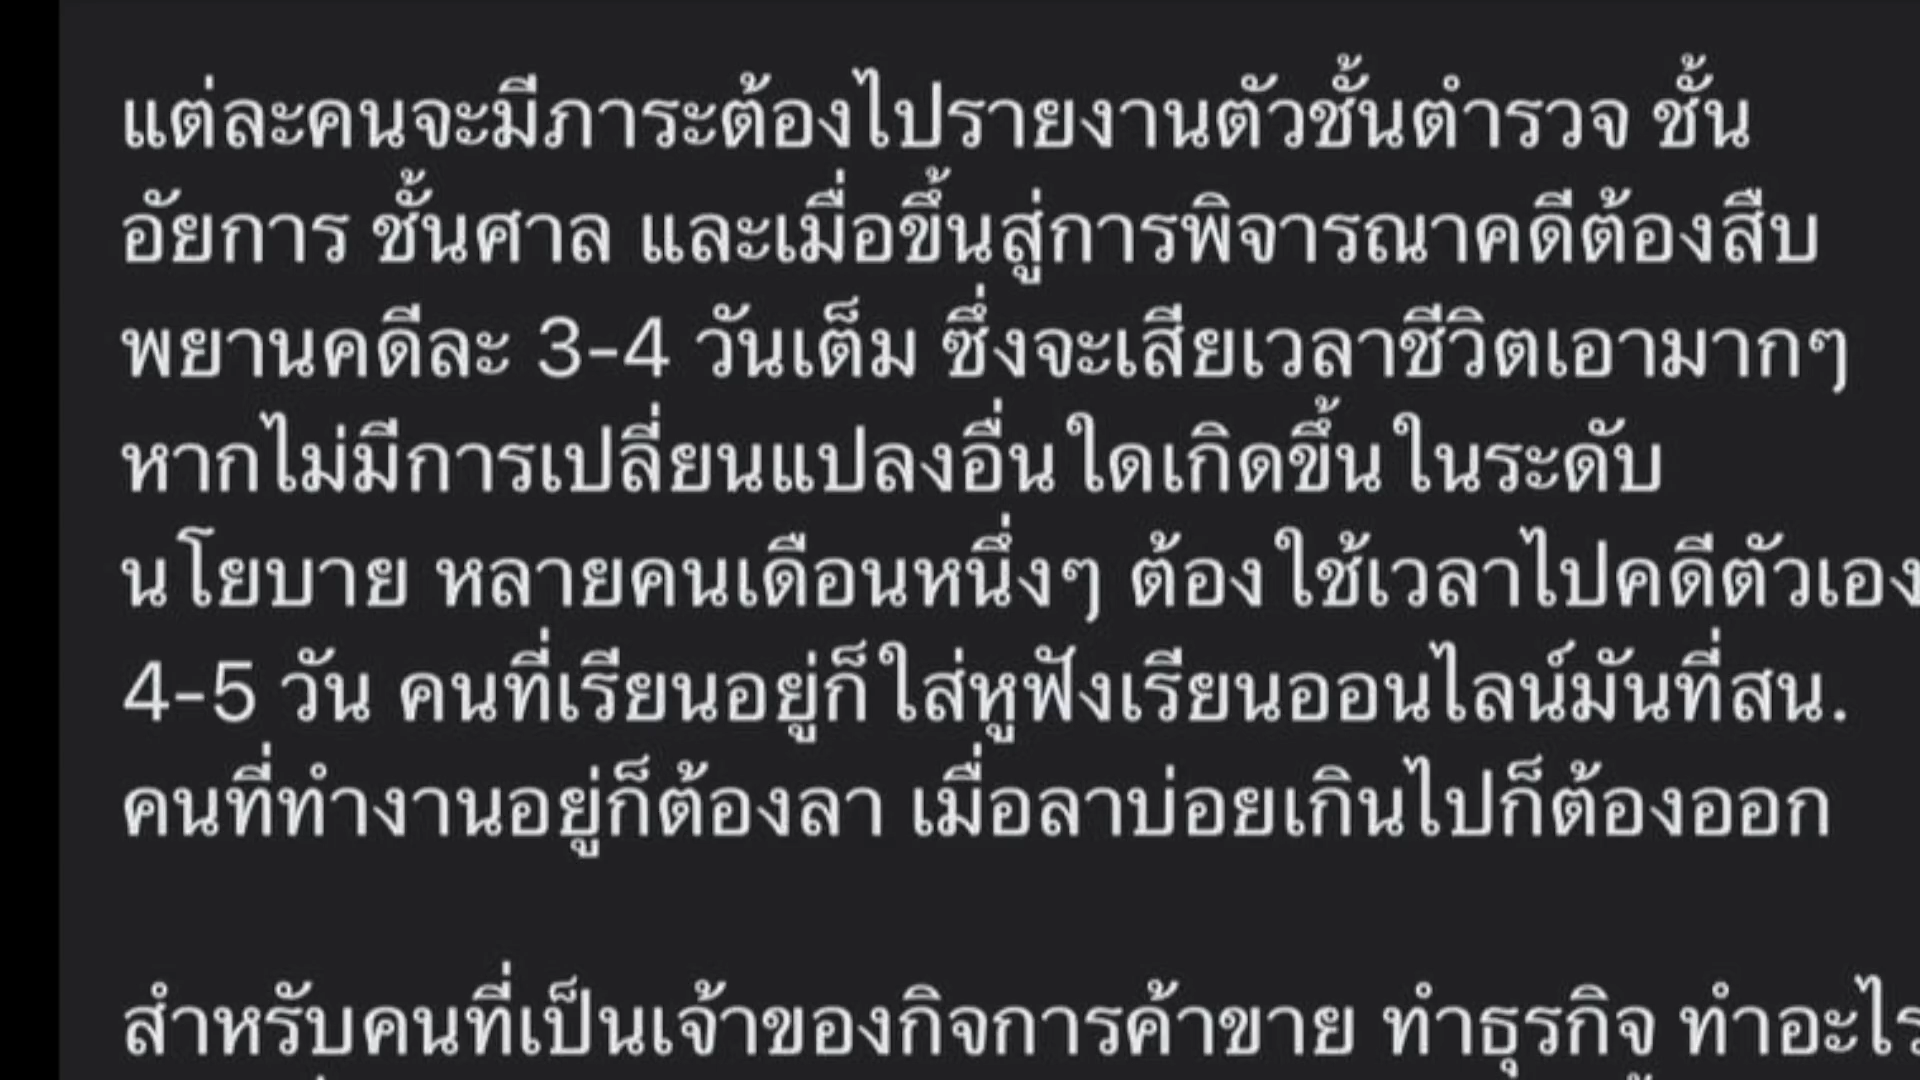 แต่ละคนจะมีภาระต้องไปรายงานตัวชั้นตำรวจ ชั้น
อัยการ ชั้นศาล และเมื่อขึ้นสู่การพิจารณาคดีต้องสืบ
พยานคดีละ 3-4 วันเต็ม ซึ่งจะเสียเวลาชีวิตเอามากๆ
หากไม่มีการเปลี่ยนแปลงอื่นใดเกิดขึ้นในระดับ
นโยบาย หลายคนเดือนหนึ่งๆ ต้องใช้เวลาไปคดีตัวเอง
4-5 วัน คนที่เรียนอยู่ก็ใส่หูฟังเรียนออนไลน์มันที่สน.
คนที่ทำงานอยู่ก็ต้องลา เมื่อลาบ่อยเกินไปก็ต้องออก
สำหรับคนที่เป็นเจ้าของกิจการค้าขาย ทำธุรกิจ ทำอะไร